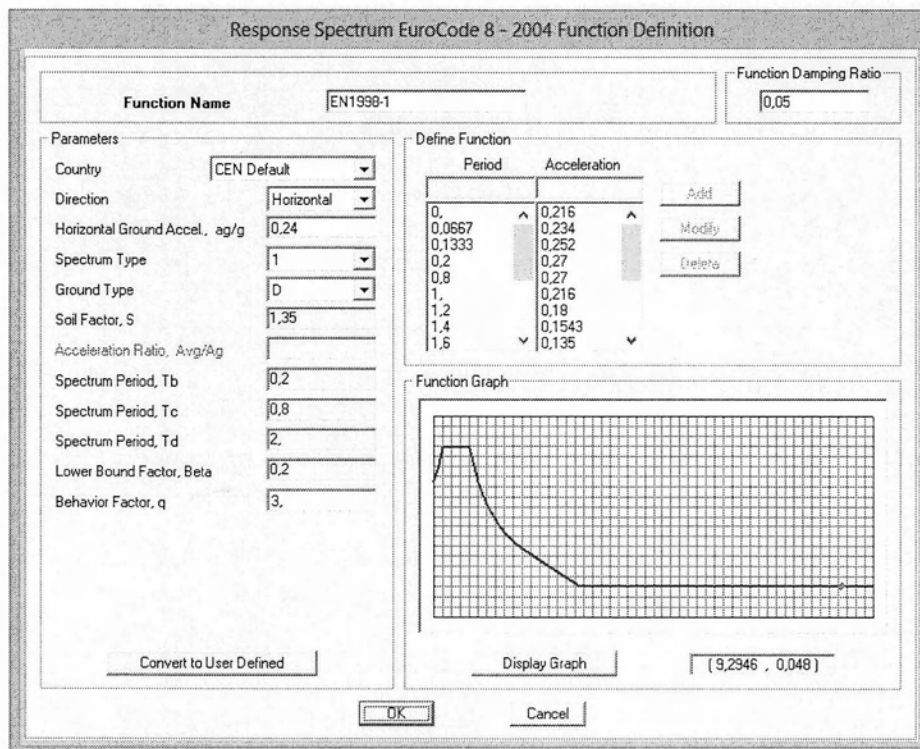 Response Spectrum EuroCode 8 - 2004 Function Definition
Function Name
EN1998-1
Function Damping Ratio
0,05
Parameters
Country
CEN Default
Direction
Horizontal
Horizontal Ground Accel., ag/g
0,24
Spectrum Type
1
Ground Type
D
Soil Factor, S
1,35
Acceleration Ratio, Avg/Ag
Spectrum Period, Tb
0,2
Spectrum Period, Tc
0,8
Spectrum Period, Td
2,
Lower Bound Factor, Beta
0,2
Behavior Factor, q
3,
Convert to User Defined
Define Function
Period Acceleration
0, 0,216
0,0667 0,234
0,1333 0,252
0,2 0,27
0,8 0,27
1, 0,216
1,2 0,18
1,4 0,1543
1,6 0,135
Add
Modify
Delete
Function Graph
Display Graph
( 9,2946 , 0,048 )
OK
Cancel